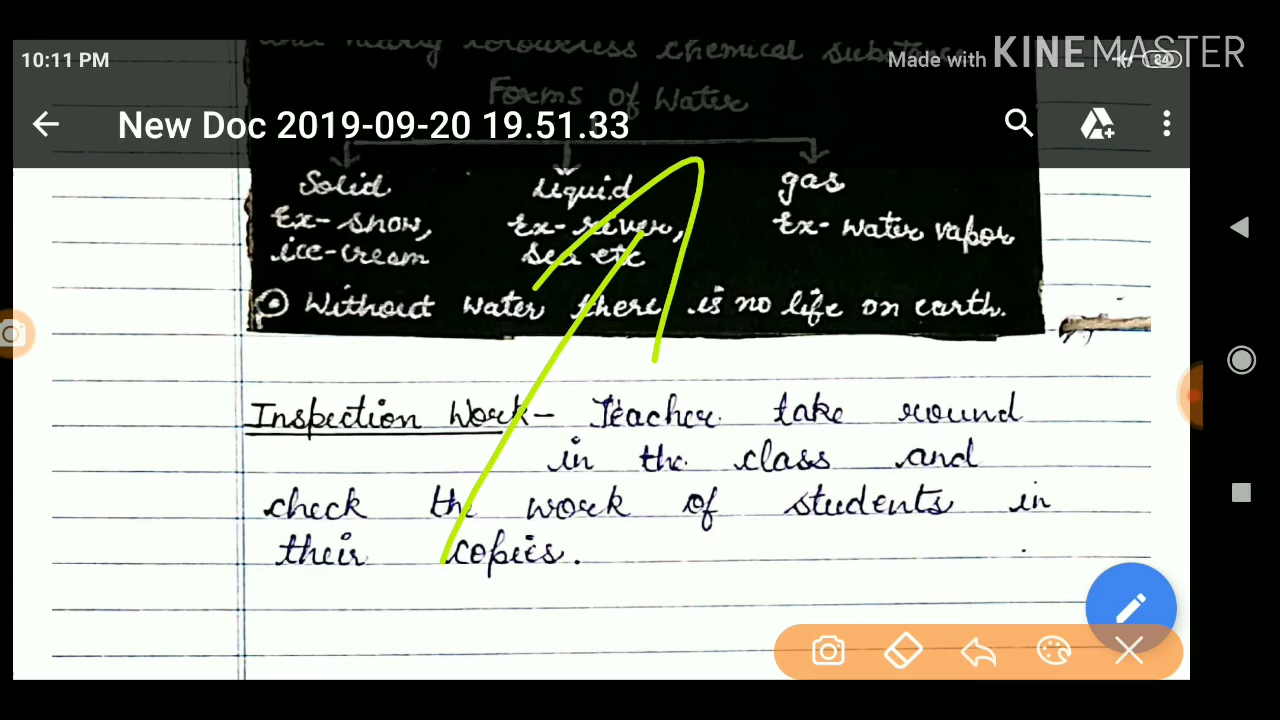 10:11 PM
Made with KINEMASTER
84
New Doc 2019-09-20 19.51.33
chemical
Forms of Water
Solid
Liquid
gas
Ex- snow,
Ex- river,
Ex- water vapor
ice-cream
sea etc
Without water there is no life on earth.
Inspection Work- Teacher take round
in the class and
check the work of students in
their copies.